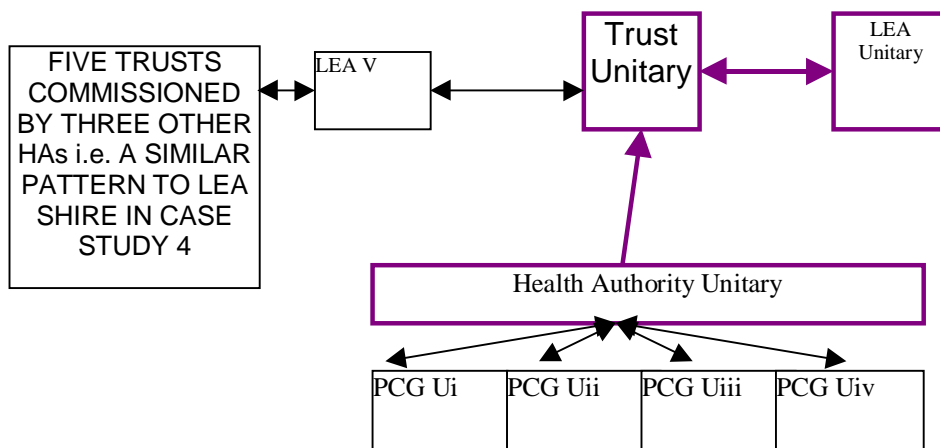 FIVE TRUSTS
COMMISSIONED
BY THREE OTHER
HAs i.e. A SIMILAR
PATTERN TO LEA
SHIRE IN CASE
STUDY 4
LEA V
Trust
Unitary
LEA
Unitary
Health Authority Unitary
PCG Ui
PCG Uii
PCG Uiii
PCG Uiv